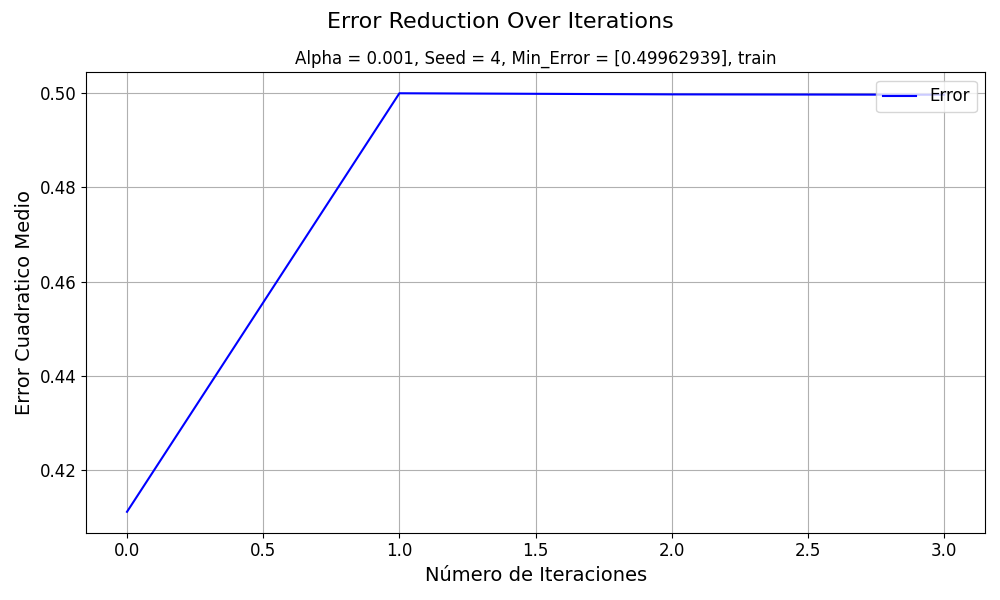 Error Reduction Over Iterations
Alpha = 0.001, Seed = 4, Min_Error = [0.49962939], train
Error
0.50
0.48
0.46
0.44
0.42
Error Cuadratico Medio
0.0 0.5 1.0 1.5 2.0 2.5 3.0
Número de Iteraciones